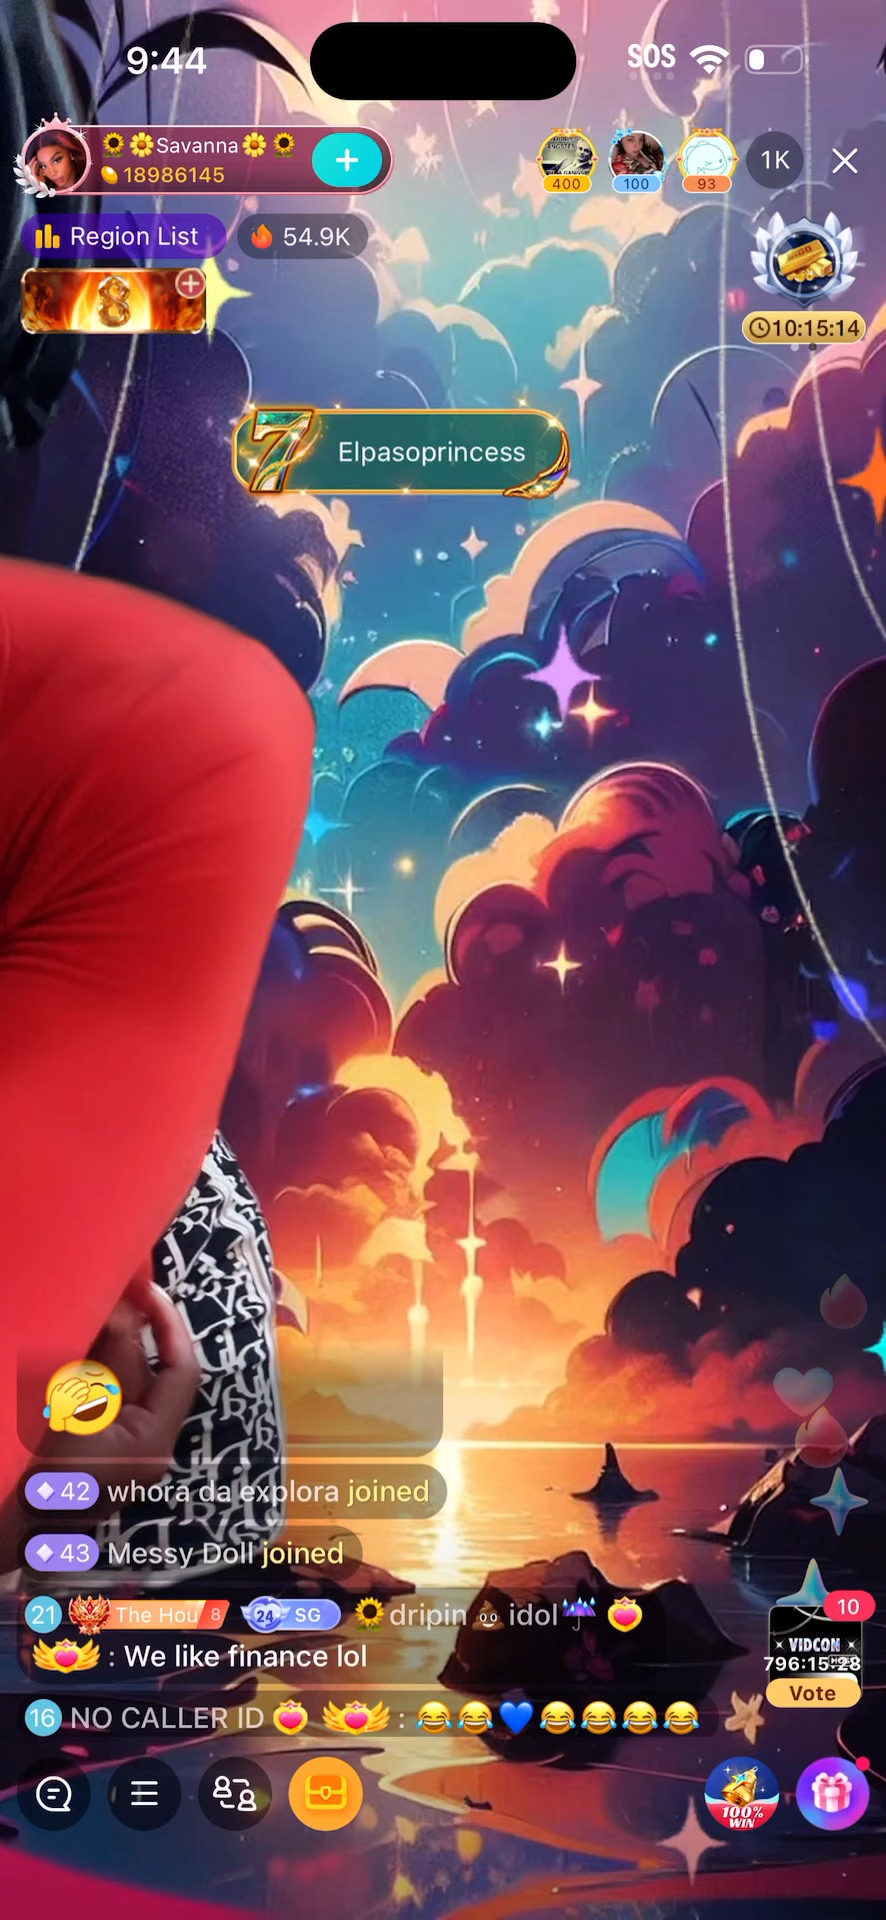 9:44
SOS
🌻🌼Savanna🌼🌻
18986145
400
100
93
1K
Region List
54.9K
8
10:15:14
7 Elpasoprincess
42 whora da explora joined
43 Messy Doll joined
21 The Hou 8 24 SG 🌻dripin💩idol☔
: We like finance lol
16 NO CALLER ID : 😂😂💙😂😂😂😂
10
VIDCON
796:15:28
Vote
100%
WIN